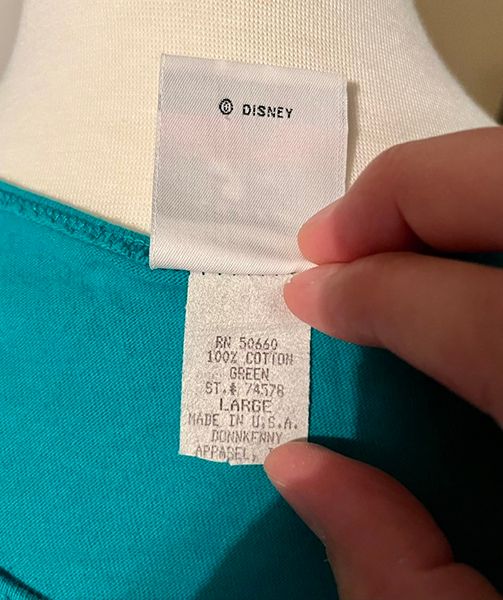 © DISNEY
RN 50660
100% COTTON
GREEN
ST.# 74578
LARGE
MADE IN U.S.A.
DONNKENNY
APPAREL,